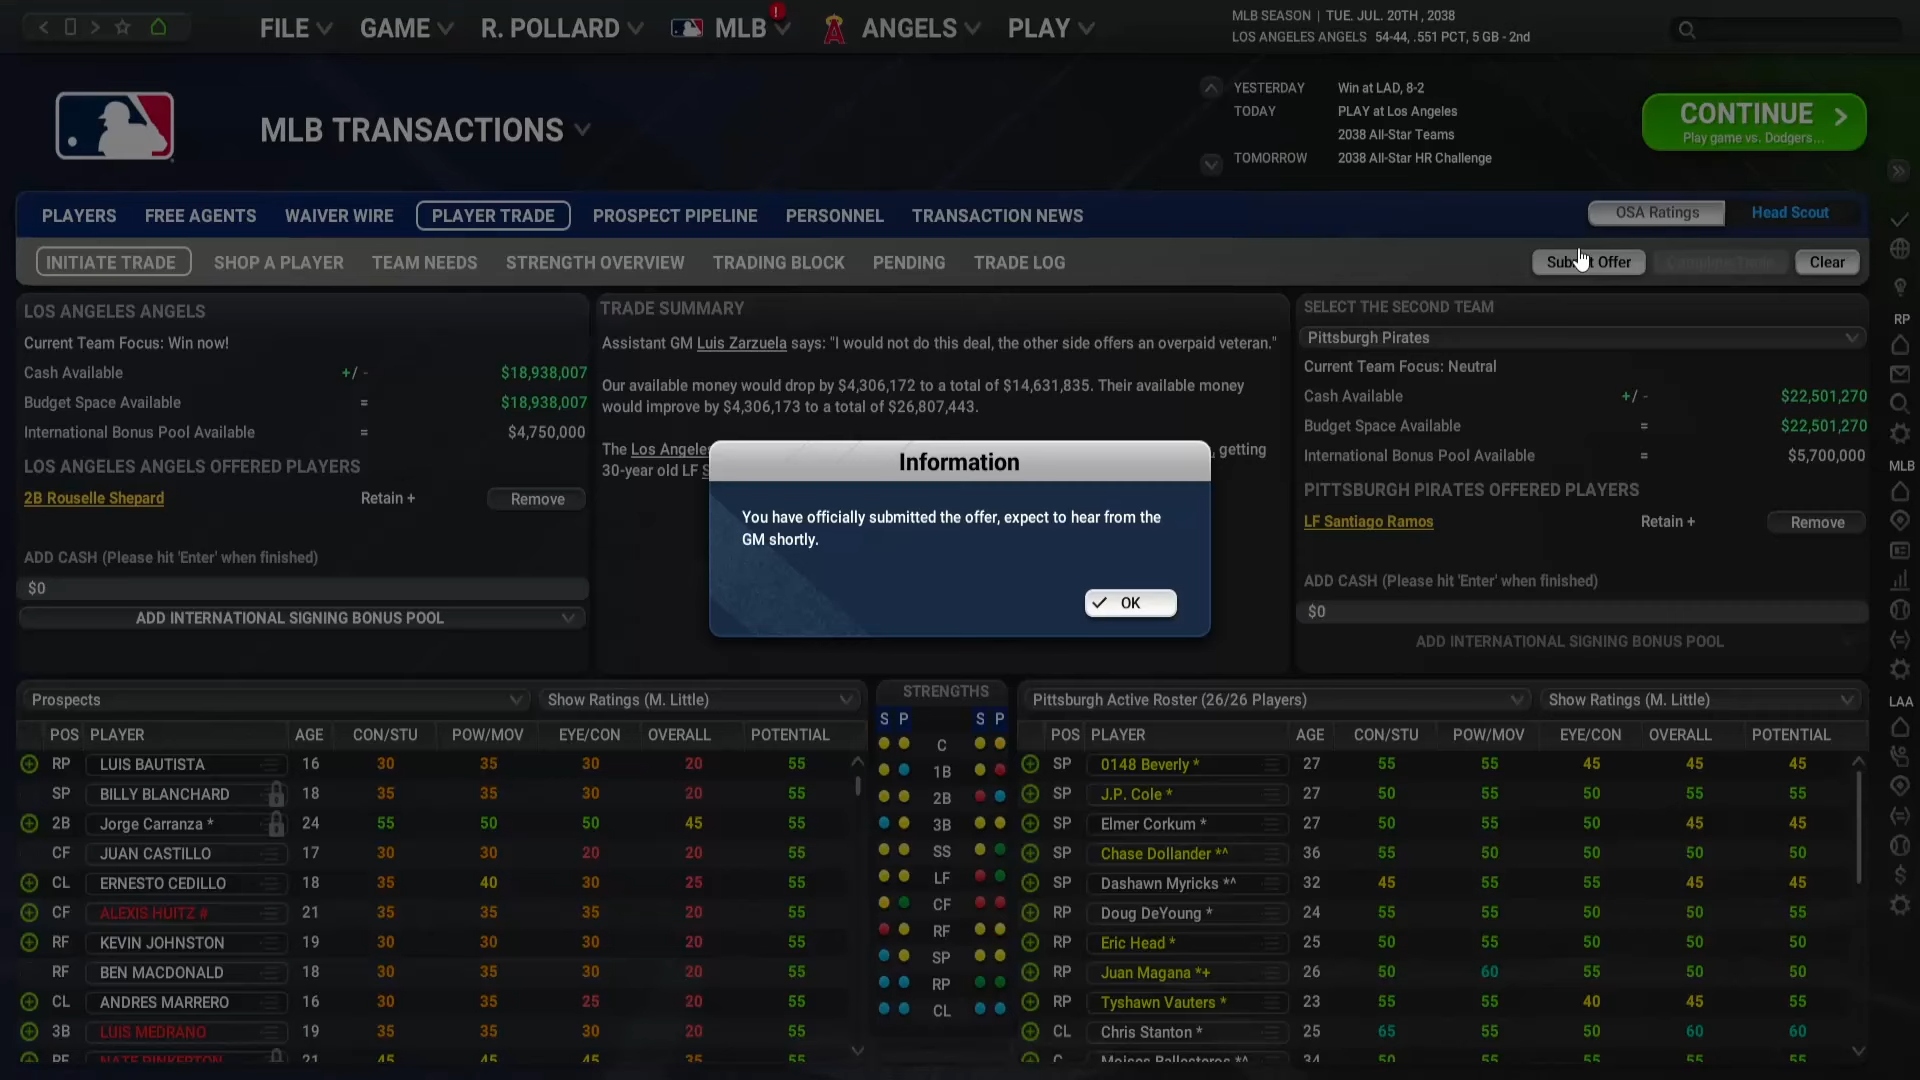 FILE GAME R. POLLARD MLB ! ANGELS PLAY
MLB SEASON | TUE. JUL. 20TH , 2038
LOS ANGELES ANGELS 54-44, .551 PCT, 5 GB - 2nd
MLB TRANSACTIONS
YESTERDAY Win at LAD, 8-2
TODAY PLAY at Los Angeles
2038 All-Star Teams
TOMORROW 2038 All-Star HR Challenge
CONTINUE
Play game vs. Dodgers...
PLAYERS FREE AGENTS WAIVER WIRE PLAYER TRADE PROSPECT PIPELINE PERSONNEL TRANSACTION NEWS OSA Ratings Head Scout
INITIATE TRADE SHOP A PLAYER TEAM NEEDS STRENGTH OVERVIEW TRADING BLOCK PENDING TRADE LOG Offer Complete Trade Clear
LOS ANGELES ANGELS
Current Team Focus: Win now!
Cash Available +/ - $18,938,007
Budget Space Available = $18,938,007
International Bonus Pool Available = $4,750,000
LOS ANGELES ANGELS OFFERED PLAYERS
2B Rouselle Shepard Retain + Remove
ADD CASH (Please hit 'Enter' when finished)
$0
ADD INTERNATIONAL SIGNING BONUS POOL
TRADE SUMMARY
Assistant GM Luis Zarzuela says: "I would not do this deal, the other side offers an overpaid veteran."
Our available money would drop by $4,306,172 to a total of $14,631,835. Their available money
would improve by $4,306,173 to a total of $26,807,443.
The Los Angeles , getting
30-year old LF S
Information
You have officially submitted the offer, expect to hear from the
GM shortly.
OK
SELECT THE SECOND TEAM
Pittsburgh Pirates
Current Team Focus: Neutral
Cash Available +/ - $22,501,270
Budget Space Available = $22,501,270
International Bonus Pool Available = $5,700,000
PITTSBURGH PIRATES OFFERED PLAYERS
LF Santiago Ramos Retain + Remove
ADD CASH (Please hit 'Enter' when finished)
$0
ADD INTERNATIONAL SIGNING BONUS POOL
Prospects Show Ratings (M. Little)
POS PLAYER AGE CON/STU POW/MOV EYE/CON OVERALL POTENTIAL
RP LUIS BAUTISTA 16 30 35 30 20 55
SP BILLY BLANCHARD 18 35 35 30 20 55
2B Jorge Carranza * 24 55 50 50 45 55
CF JUAN CASTILLO 17 30 30 20 20 55
CL ERNESTO CEDILLO 18 35 40 30 25 55
CF ALEXIS HUITZ # 21 35 35 35 20 55
RF KEVIN JOHNSTON 19 30 35 30 20 55
RF BEN MACDONALD 18 30 35 30 20 55
CL ANDRES MARRERO 16 30 35 25 20 55
3B LUIS MEDRANO 19 35 35 30 20 55
RF NATE PINKERTON 21 45 45 45 35 55
STRENGTHS
S P S P
C
1B
2B
3B
SS
LF
CF
RF
SP
RP
CL
Pittsburgh Active Roster (26/26 Players) Show Ratings (M. Little)
POS PLAYER AGE CON/STU POW/MOV EYE/CON OVERALL POTENTIAL
SP 0148 Beverly * 27 55 55 45 45 45
SP J.P. Cole * 27 50 55 50 55 55
SP Elmer Corkum * 27 50 55 50 45 45
SP Chase Dollander *^ 36 55 50 50 50 50
SP Dashawn Myricks *^ 32 45 55 55 45 45
RP Doug DeYoung * 24 55 55 50 50 55
RP Eric Head * 25 50 55 50 50 50
RP Juan Magana *+ 26 50 60 55 50 50
RP Tyshawn Vauters * 23 55 55 40 45 55
CL Chris Stanton * 25 65 55 50 60 60
C Moises Ballesteros *^ 34 50 55 55 55 55
RP
MLB
LAA